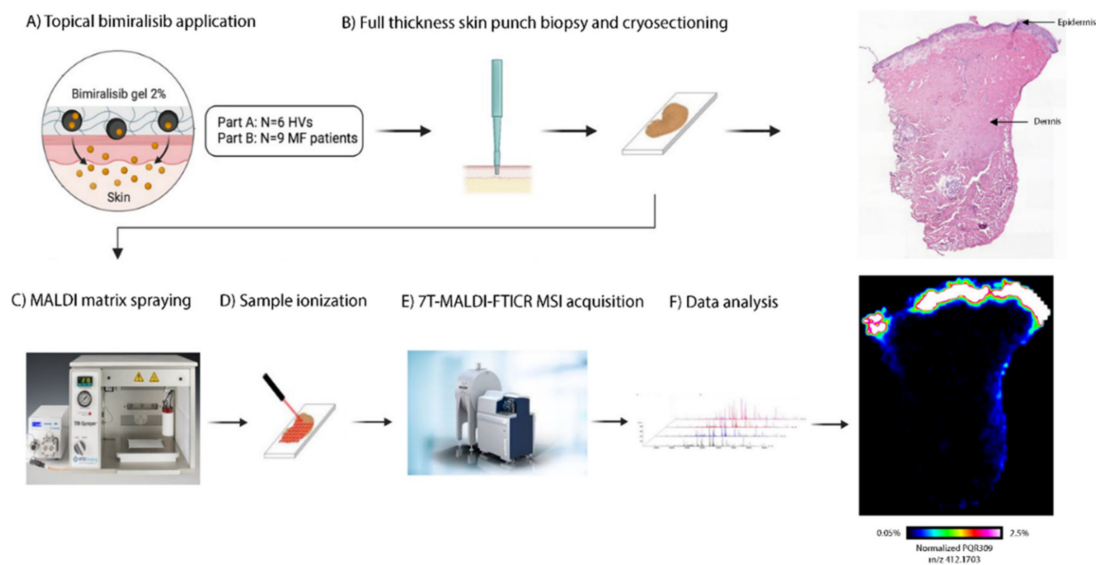 A) Topical bimiralisib application
B) Full thickness skin punch biopsy and cryosectioning
Epidermis
Bimiralisib gel 2%
Part A: N=6 HVs
Part B: N=9 MF patients
Dermis
Skin
C) MALDI matrix spraying
D) Sample ionization
E) 7T-MALDI-FTICR MSI acquisition
F) Data analysis
0.05%
2.5%
Normalized PQR309
m/z 412.1703